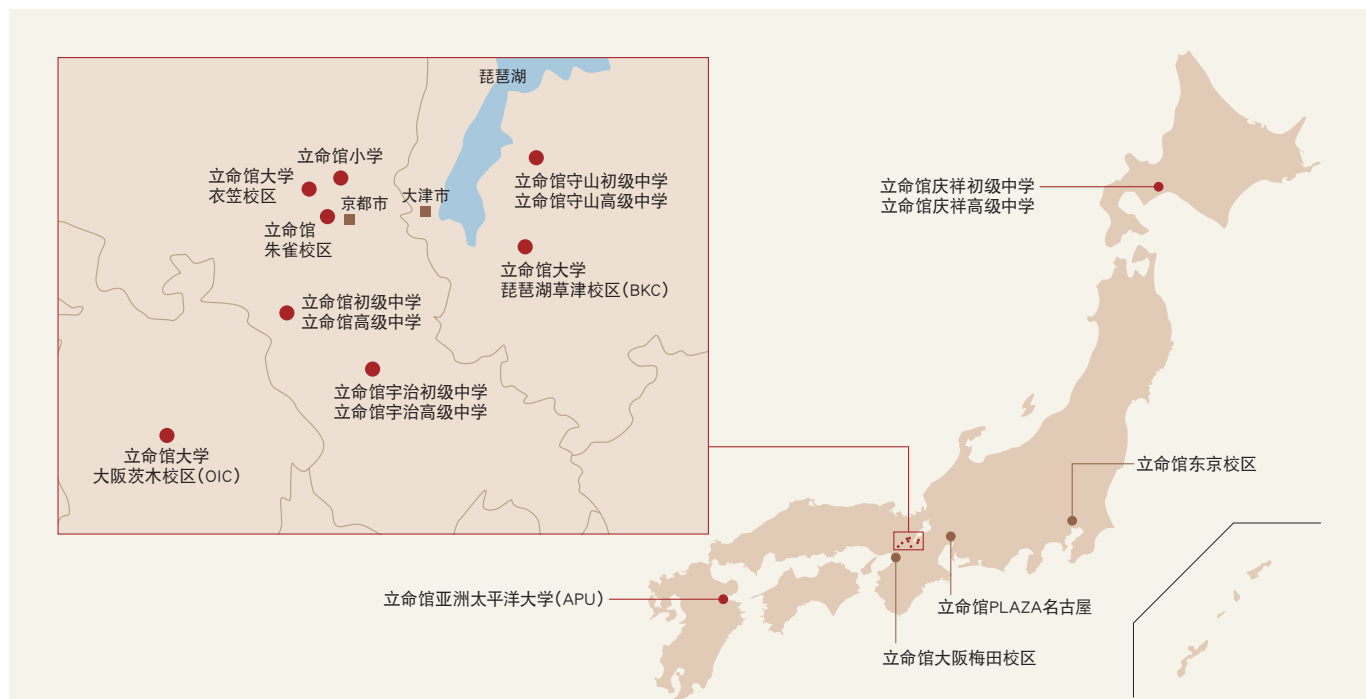 琵琶湖
立命馆小学
立命馆大学
衣笠校区
京都市
大津市
立命馆
朱雀校区
立命馆守山初级中学
立命馆守山高级中学
立命馆大学
琵琶湖草津校区(BKC)
立命馆初级中学
立命馆高级中学
立命馆宇治初级中学
立命馆宇治高级中学
立命馆大学
大阪茨木校区(OIC)
立命馆庆祥初级中学
立命馆庆祥高级中学
立命馆东京校区
立命馆亚洲太平洋大学(APU)
立命馆PLAZA名古屋
立命馆大阪梅田校区